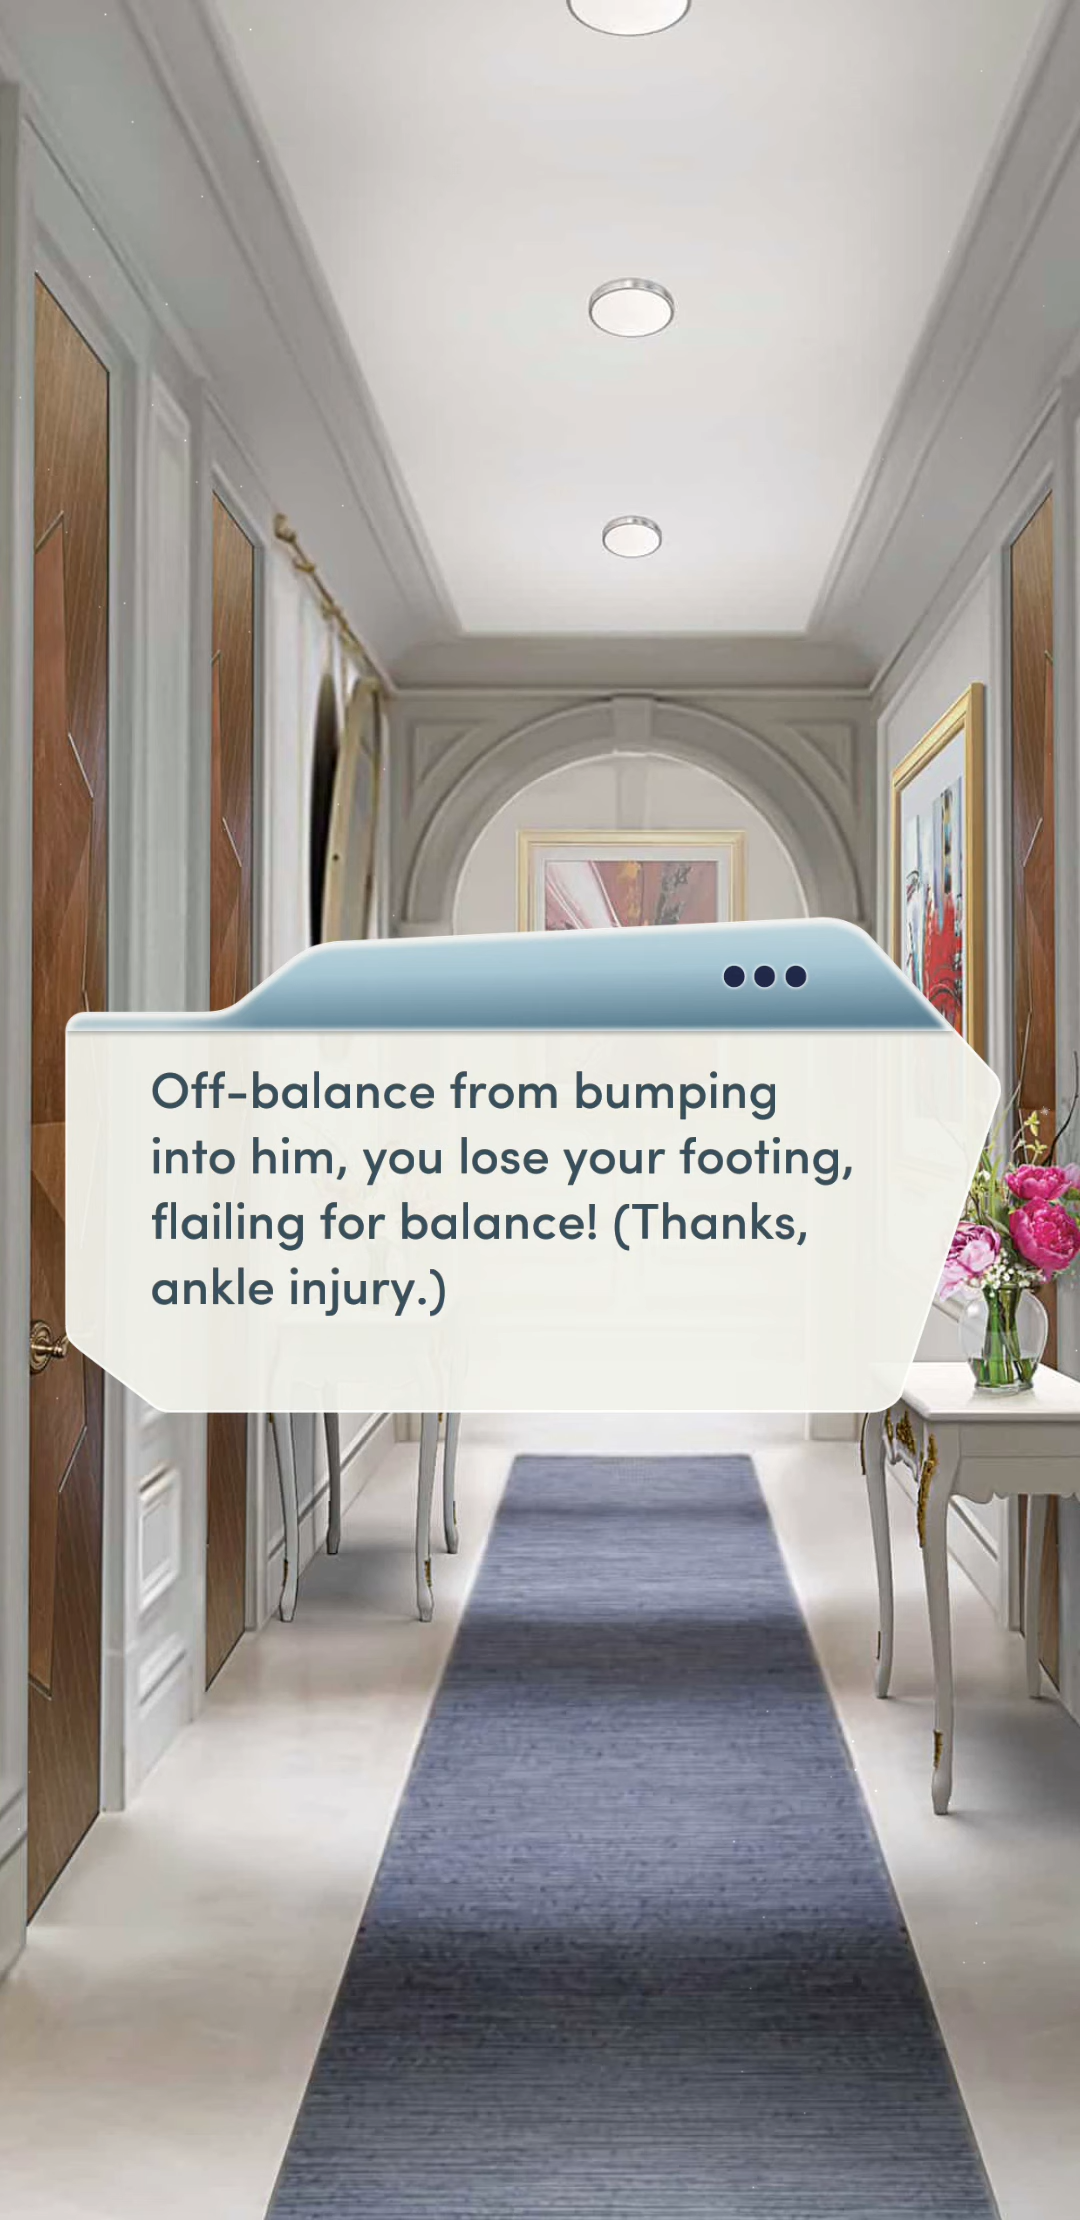 Off-balance from bumping
into him, you lose your footing,
flailing for balance! (Thanks,
ankle injury.)